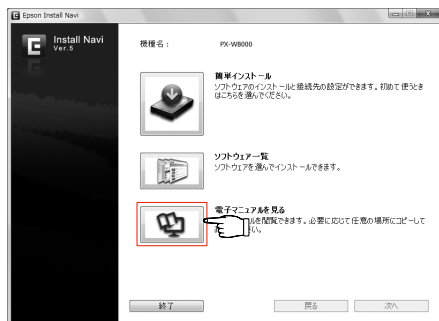 Epson Install Navi
Install Navi
Ver.5
機種名：
PX-W8000
簡単インストール
ソフトウェアのインストールと接続先の設定ができます。初めて使うとき
はこちらを選んでください。
ソフトウェア一覧
ソフトウェアを選んでインストールできます。
電子マニュアルを見る
ルを閲覧できます。必要に応じて任意の場所にコピーして
さい。
終了
戻る
次へ